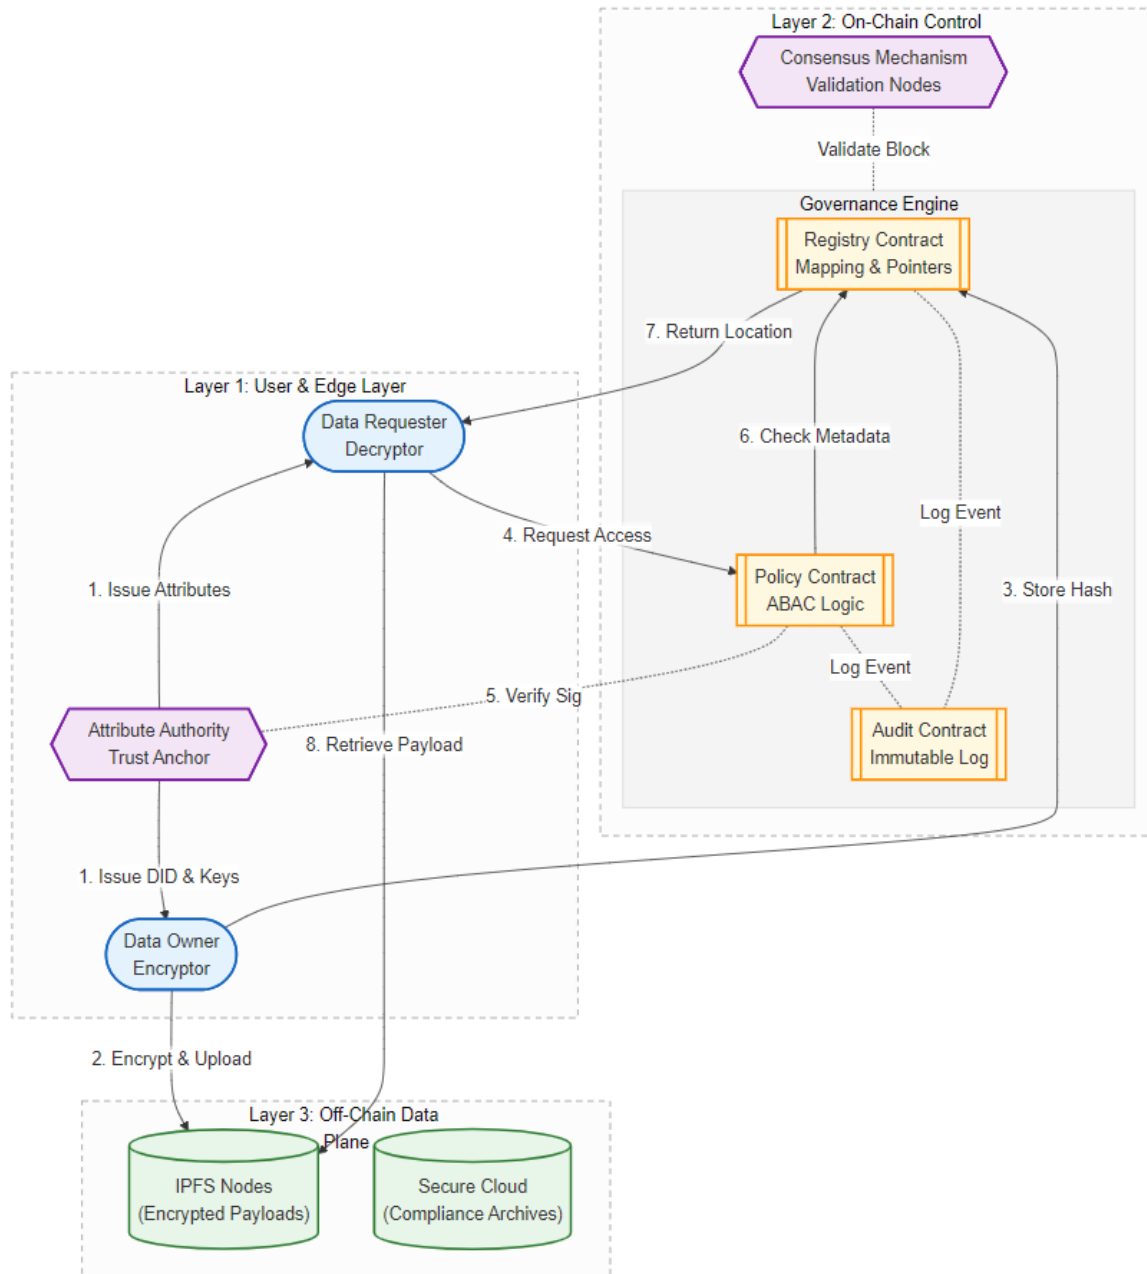 Layer 2: On-Chain Control
Consensus Mechanism
Validation Nodes
Validate Block
Governance Engine
Registry Contract
Mapping & Pointers
7. Return Location
Layer 1: User & Edge Layer
Data Requester
Decryptor
6. Check Metadata
Log Event
4. Request Access
Policy Contract
ABAC Logic
1. Issue Attributes
3. Store Hash
Log Event
5. Verify Sig
Attribute Authority
Trust Anchor
8. Retrieve Payload
Audit Contract
Immutable Log
1. Issue DID & Keys
Data Owner
Encryptor
2. Encrypt & Upload
Layer 3: Off-Chain Data
Plane
IPFS Nodes
(Encrypted Payloads)
Secure Cloud
(Compliance Archives)